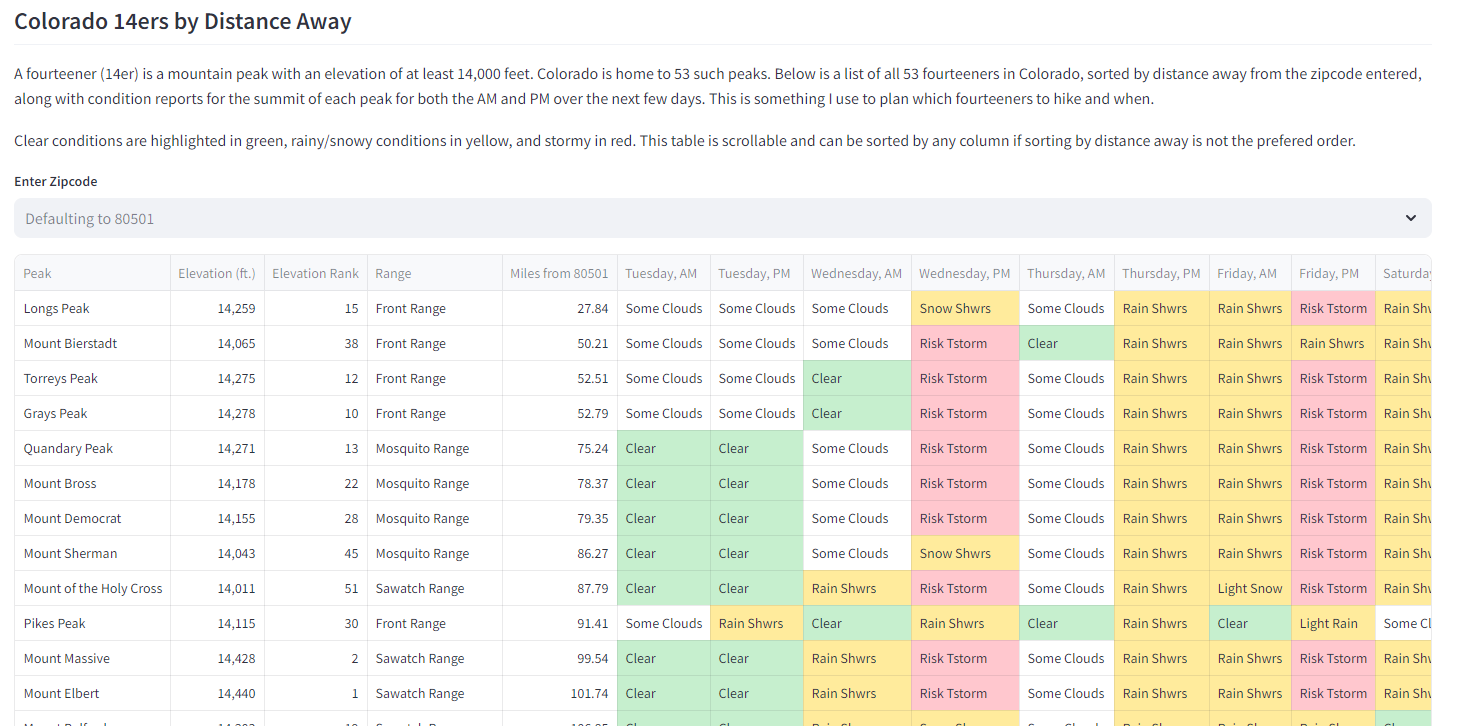 Colorado 14ers by Distance Away
A fourteener (14er) is a mountain peak with an elevation of at least 14,000 feet. Colorado is home to 53 such peaks. Below is a list of all 53 fourteeners in Colorado, sorted by distance away from the zipcode entered,
along with condition reports for the summit of each peak for both the AM and PM over the next few days. This is something I use to plan which fourteeners to hike and when.
Clear conditions are highlighted in green, rainy/snowy conditions in yellow, and stormy in red. This table is scrollable and can be sorted by any column if sorting by distance away is not the prefered order.
Enter Zipcode
Defaulting to 80501
Peak Elevation (ft.) Elevation Rank Range Miles from 80501 Tuesday, AM Tuesday, PM Wednesday, AM Wednesday, PM Thursday, AM Thursday, PM Friday, AM Friday, PM Saturday
Longs Peak 14,259 15 Front Range 27.84 Some Clouds Some Clouds Some Clouds Snow Shwrs Some Clouds Rain Shwrs Rain Shwrs Risk Tstorm Rain
Mount Bierstadt 14,065 38 Front Range 50.21 Some Clouds Some Clouds Some Clouds Risk Tstorm Clear Rain Shwrs Rain Shwrs Rain Shwrs Rain
Torreys Peak 14,275 12 Front Range 52.51 Some Clouds Some Clouds Clear Risk Tstorm Some Clouds Rain Shwrs Rain Shwrs Risk Tstorm Rain
Grays Peak 14,278 10 Front Range 52.79 Some Clouds Some Clouds Clear Risk Tstorm Some Clouds Rain Shwrs Rain Shwrs Risk Tstorm Rain
Quandary Peak 14,271 13 Mosquito Range 75.24 Clear Clear Some Clouds Risk Tstorm Some Clouds Rain Shwrs Rain Shwrs Risk Tstorm Rain
Mount Bross 14,178 22 Mosquito Range 78.37 Clear Clear Some Clouds Risk Tstorm Some Clouds Rain Shwrs Rain Shwrs Risk Tstorm Rain
Mount Democrat 14,155 28 Mosquito Range 79.35 Clear Clear Some Clouds Risk Tstorm Some Clouds Rain Shwrs Rain Shwrs Risk Tstorm Rain
Mount Sherman 14,043 45 Mosquito Range 86.27 Clear Clear Some Clouds Snow Shwrs Some Clouds Rain Shwrs Rain Shwrs Risk Tstorm Rain
Mount of the Holy Cross 14,011 51 Sawatch Range 87.79 Clear Clear Rain Shwrs Risk Tstorm Some Clouds Rain Shwrs Light Snow Risk Tstorm Rain
Pikes Peak 14,115 30 Front Range 91.41 Some Clouds Rain Shwrs Clear Rain Shwrs Clear Rain Shwrs Clear Light Rain Some
Mount Massive 14,428 2 Sawatch Range 99.54 Clear Clear Rain Shwrs Risk Tstorm Some Clouds Rain Shwrs Rain Shwrs Risk Tstorm Rain
Mount Elbert 14,440 1 Sawatch Range 101.74 Clear Clear Rain Shwrs Risk Tstorm Some Clouds Rain Shwrs Rain Shwrs Risk Tstorm Rain